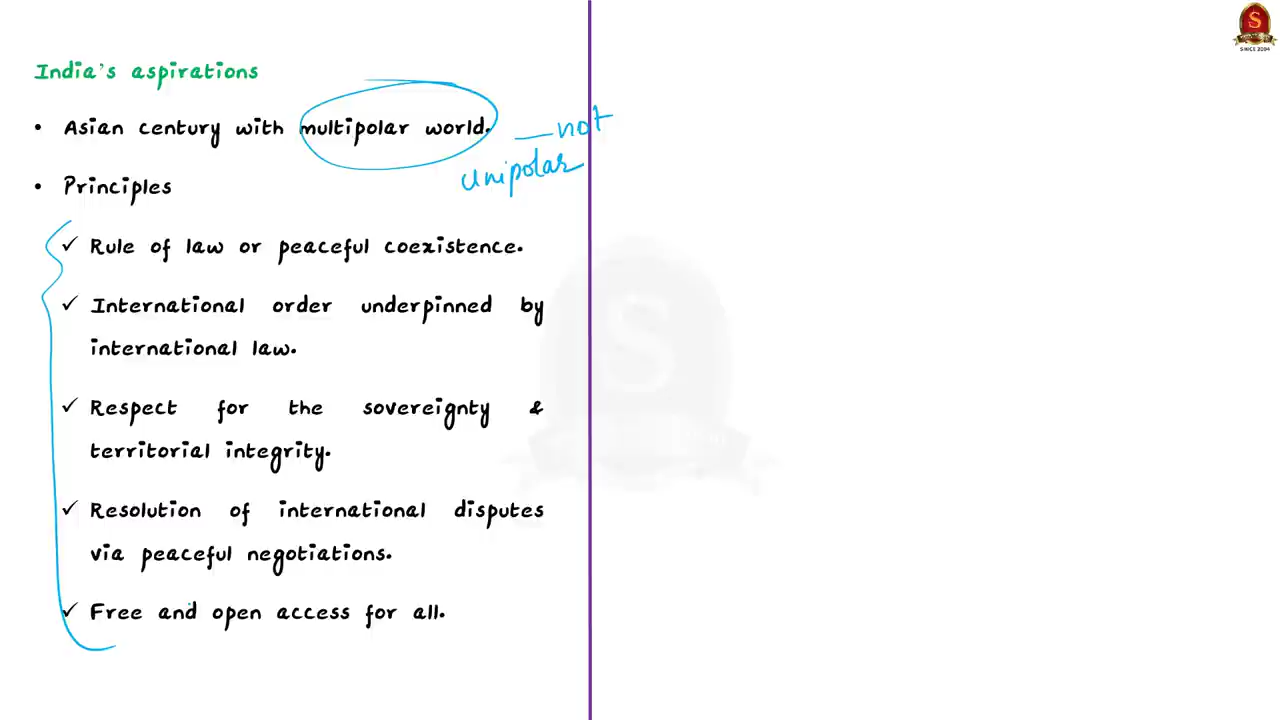 India's aspirations
• Asian century with multipolar world.
— not
unipolar
• Principles
✓ Rule of law or peaceful coexistence.
✓ International order underpinned by
international law.
✓ Respect for the sovereignty &
territorial integrity.
✓ Resolution of international disputes
via peaceful negotiations.
✓ Free and open access for all.
S
SINCE 2004
S